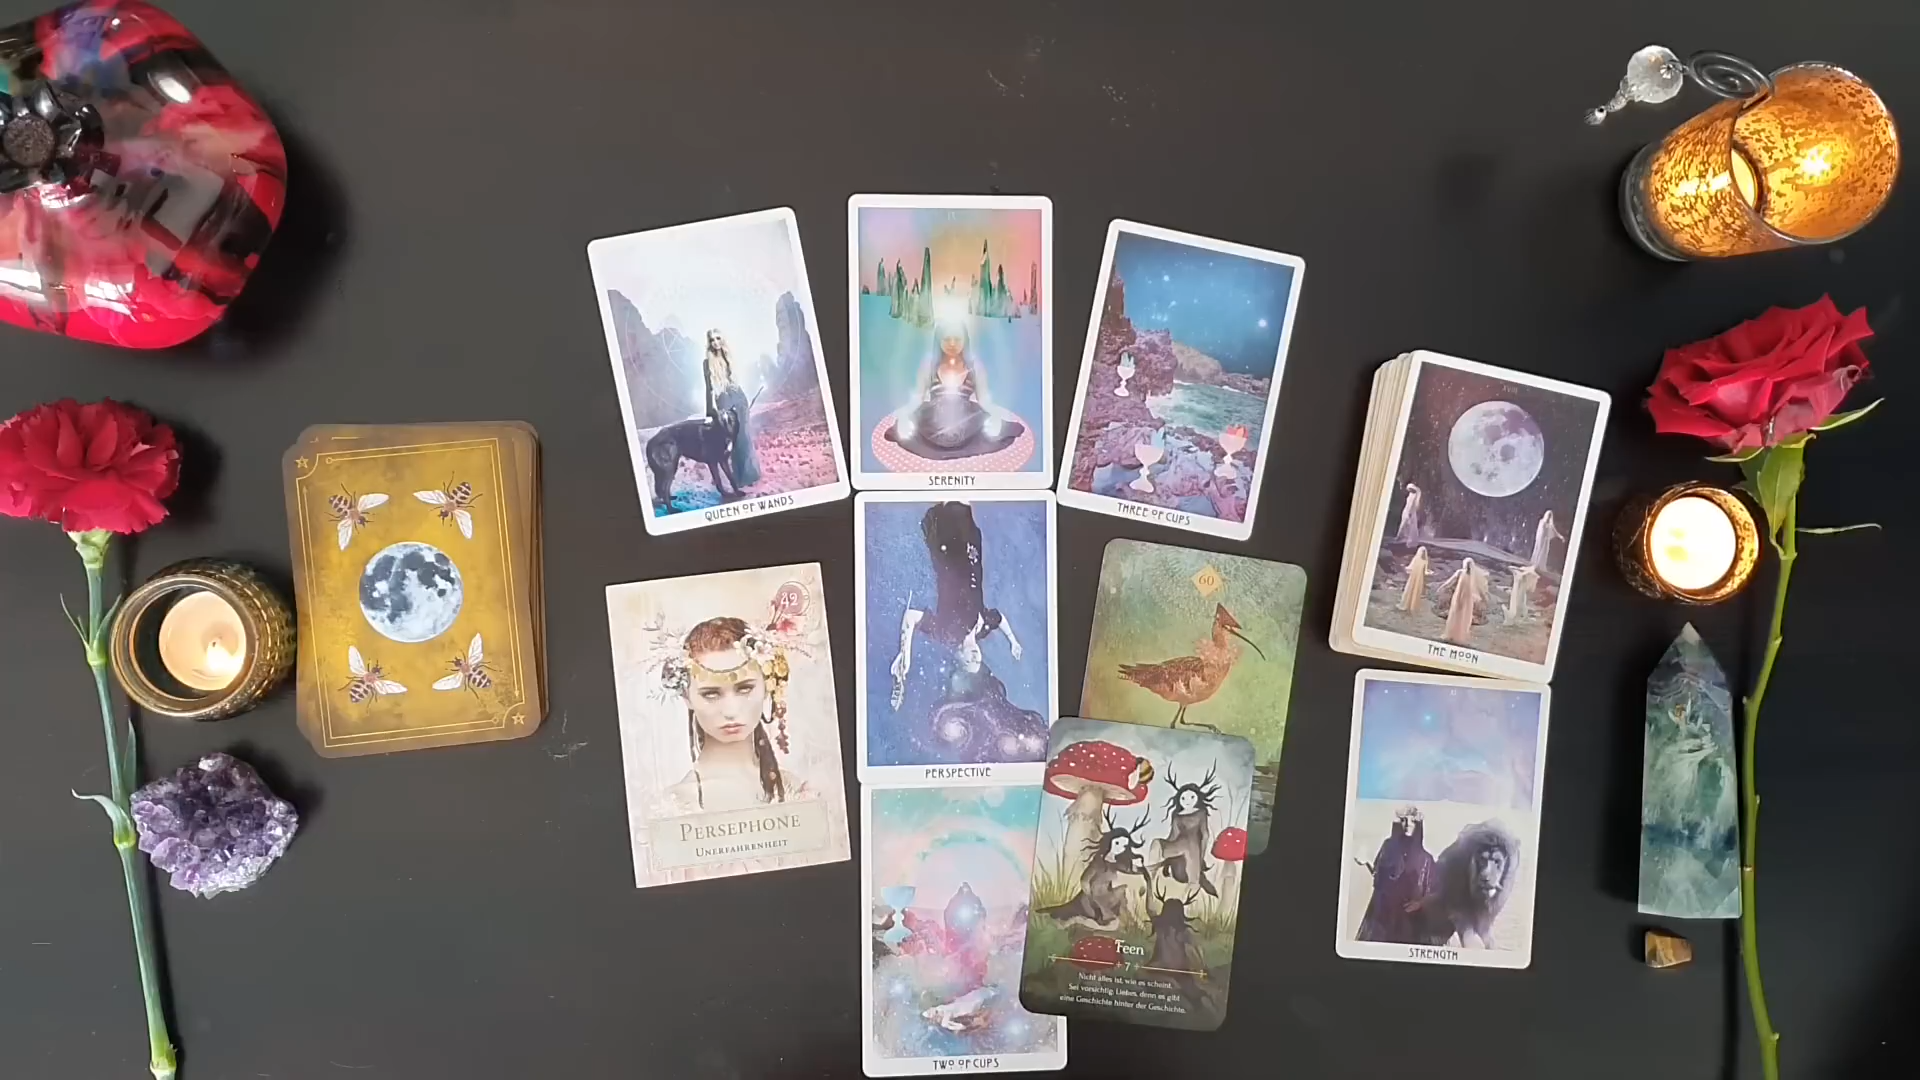 QUEEN OF WANDS
SERENITY
THREE OF CUPS
XVIII
THE MOON
42
PERSEPHONE
UNERFAHRENHEIT
PERSPECTIVE
60
Feen
7
Nicht alles ist, wie es scheint.
Sei vorsichtig, Liebes, denn es gibt
eine Geschichte hinter der Geschichte.
STRENGTH
TWO OF CUPS